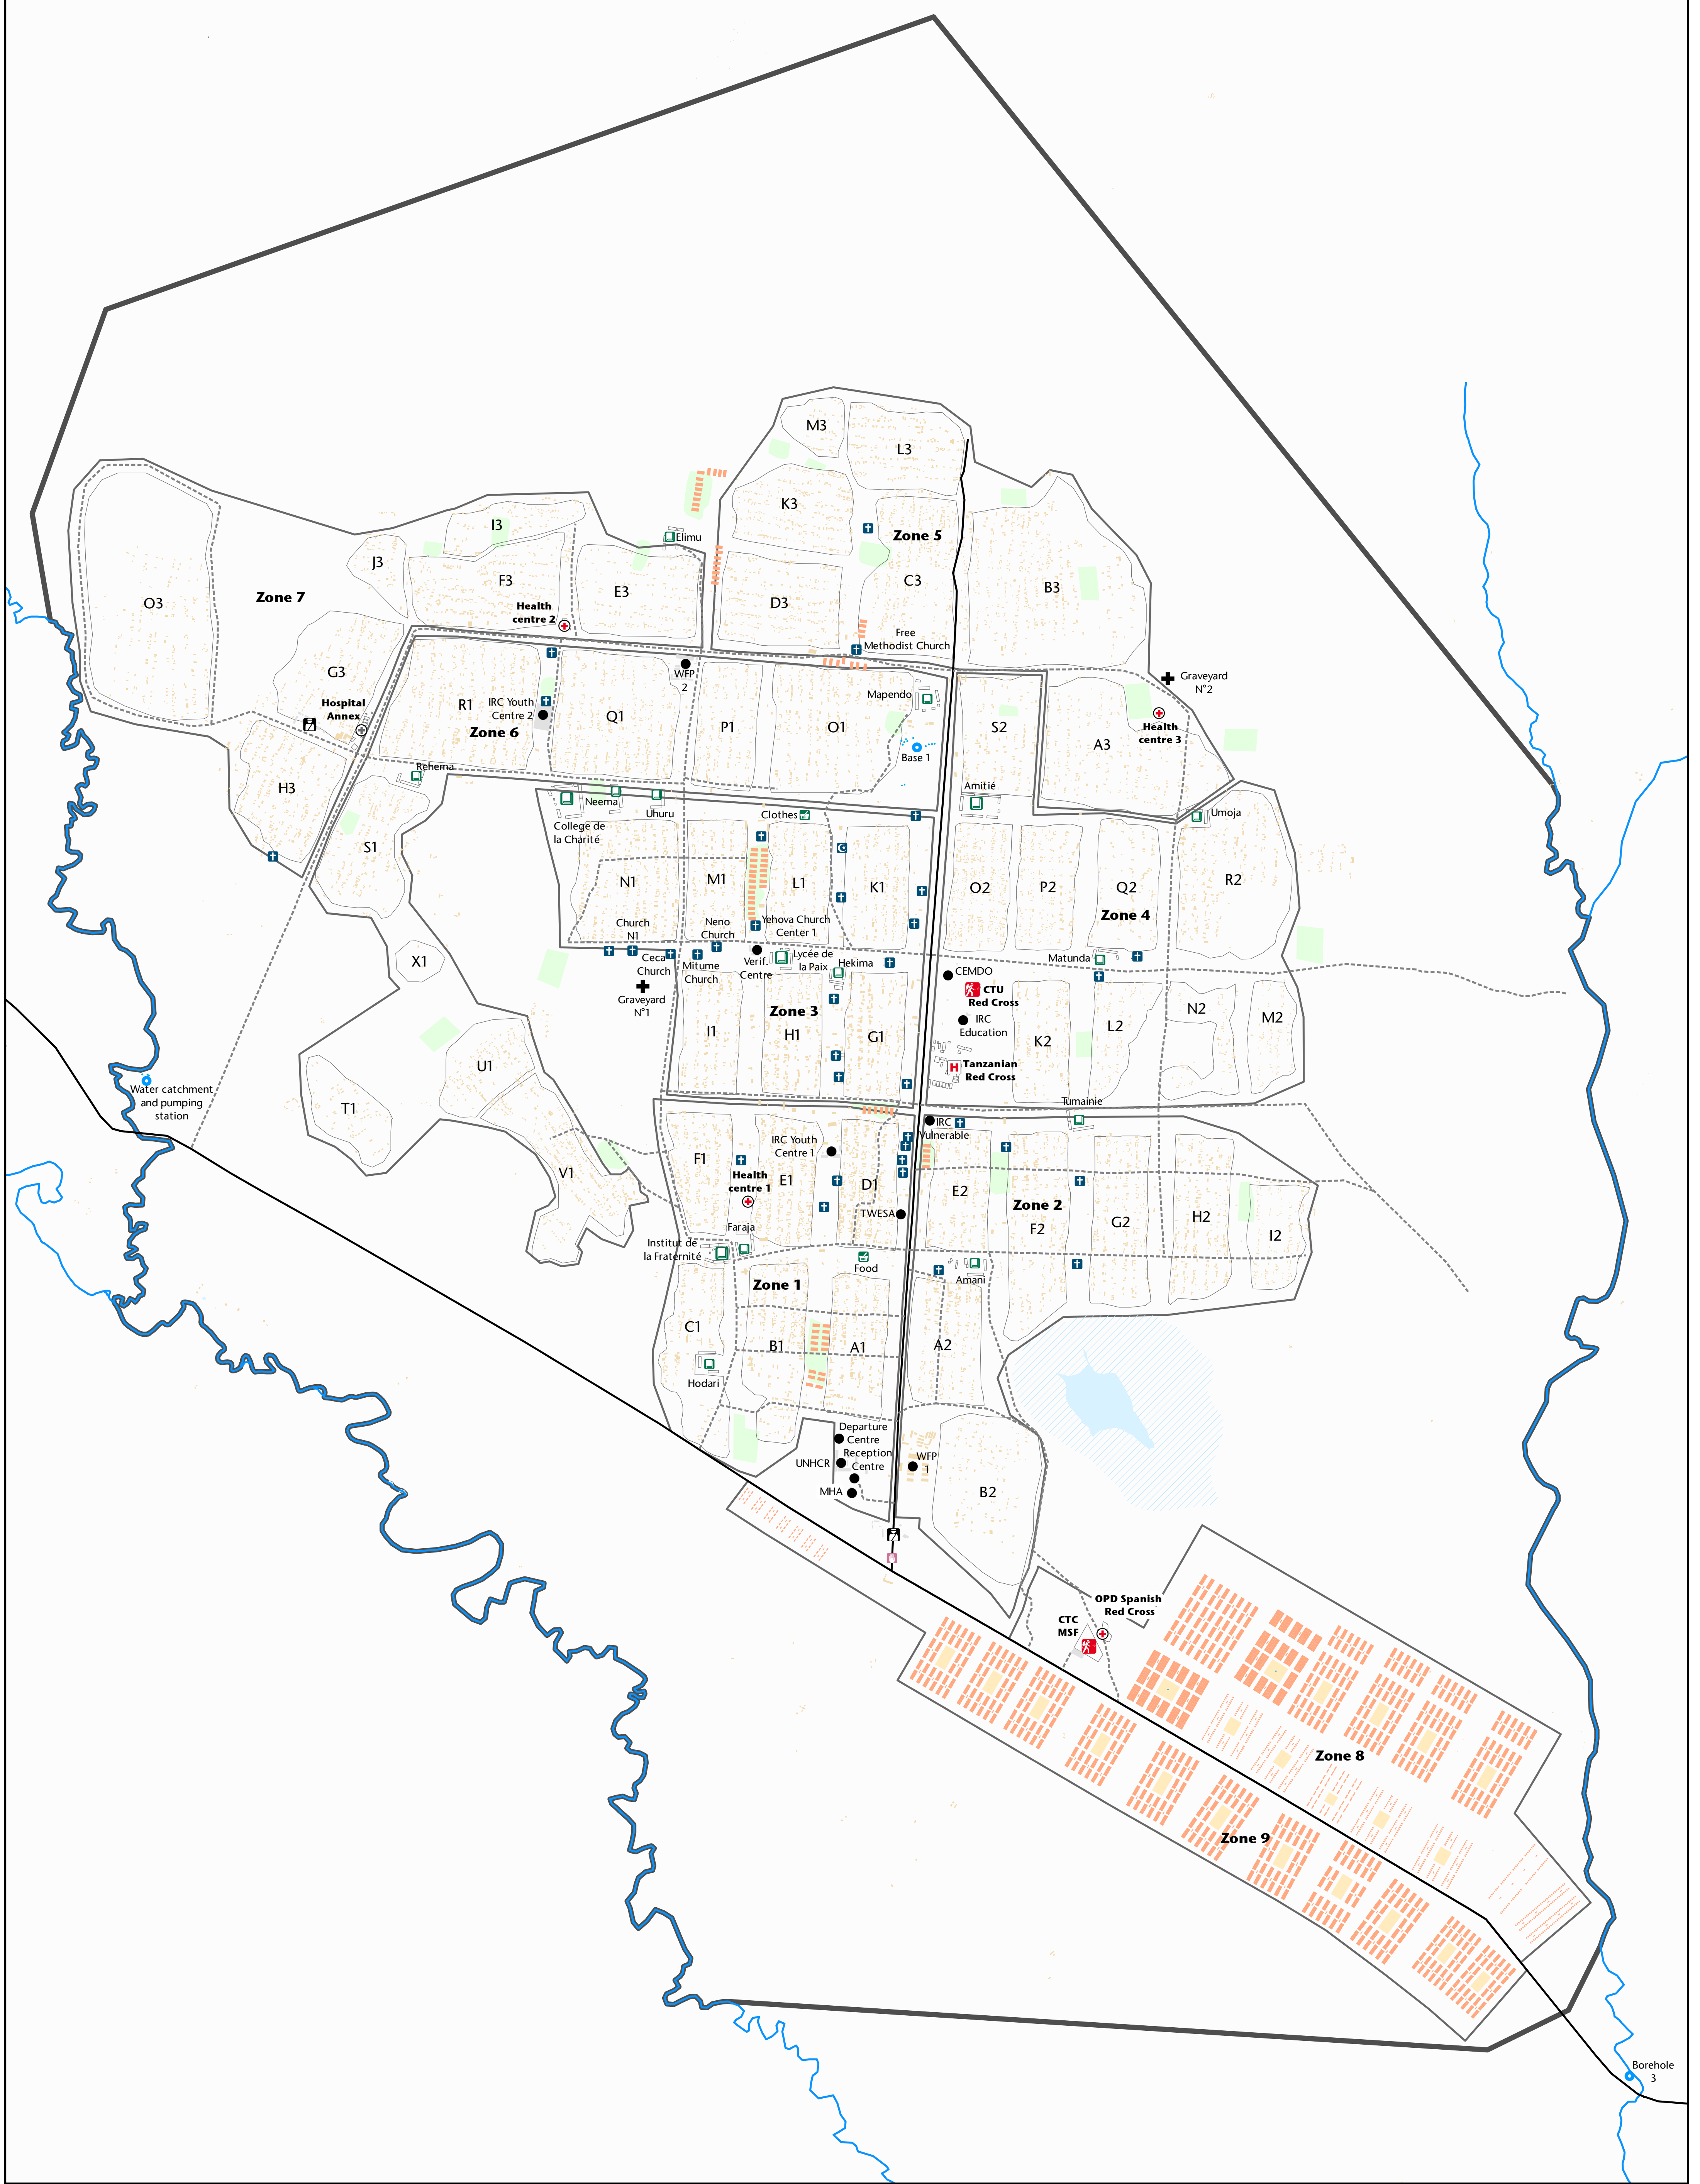 M3
L3
K3
Zone 5
I3
Elimu
J3
F3
E3
C3
B3
D3
O3
Zone 7
Health
centre 2
Free
Methodist Church
G3
WFP
2
Graveyard
N°2
Hospital
Annex
R1
IRC Youth
Centre 2
Zone 6
Q1
P1
O1
Mapendo
Base 1
S2
A3
Health
centre 3
H3
Rehema
Neema
Uhuru
College de
la Charité
Clothes
Amitié
Umoja
S1
N1
M1
L1
K1
O2
P2
Q2
R2
Zone 4
Church
N1
Neno
Church
Yehova Church
Center 1
X1
Ceca
Church
Mitume
Church
Verif.
Centre
Lycée de
la Paix
Hekima
Matunda
CEMDO
CTU
Red Cross
Graveyard
N°1
Zone 3
I1
H1
G1
IRC
Education
K2
L2
N2
M2
U1
Tanzanian
Red Cross
Water catchment
and pumping
station
T1
Tumainie
IRC
Vulnerable
V1
F1
IRC Youth
Centre 1
Health
centre 1
E1
D1
E2
Zone 2
F2
G2
H2
I2
TWESA
Faraja
Institut de
la Fraternité
Food
Amani
Zone 1
C1
B1
A1
A2
Hodari
Departure
Centre
Reception
Centre
UNHCR
MHA
WFP
1
B2
OPD Spanish
Red Cross
CTC
MSF
Zone 8
Zone 9
Borehole
3